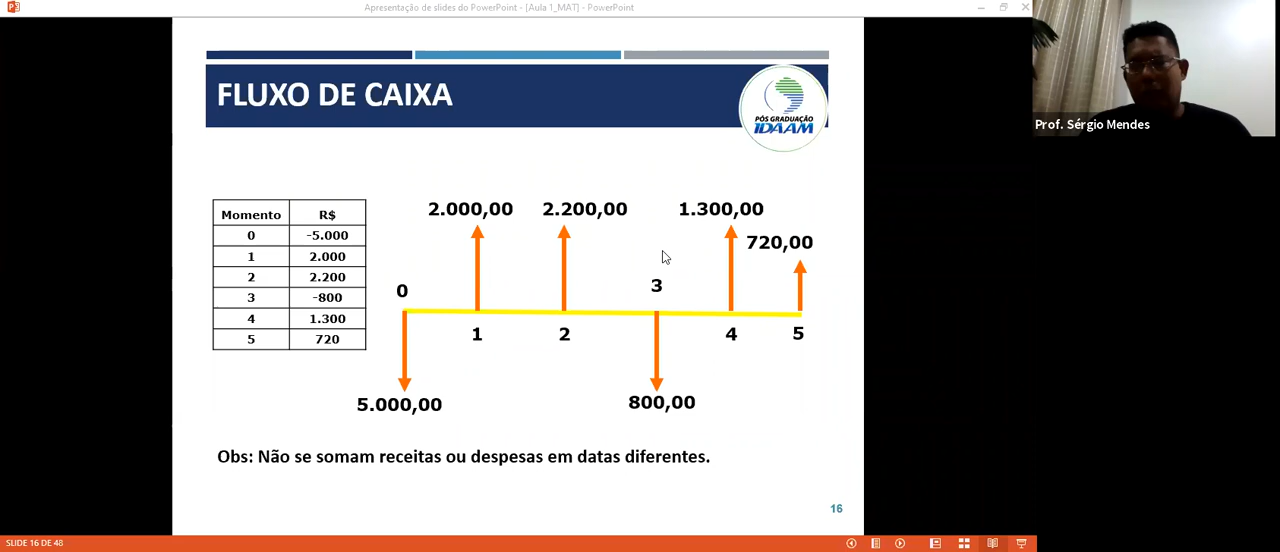 Apresentação de slides do PowerPoint - [Aula 1_MAT] - PowerPoint
FLUXO DE CAIXA
PÓS GRADUAÇÃO
IDAAM
Prof. Sérgio Mendes
Momento R$
0 -5.000
1 2.000
2 2.200
3 -800
4 1.300
5 720
2.000,00 2.200,00 1.300,00
720,00
0 3
1 2 4 5
5.000,00 800,00
Obs: Não se somam receitas ou despesas em datas diferentes.
16
SLIDE 16 DE 48